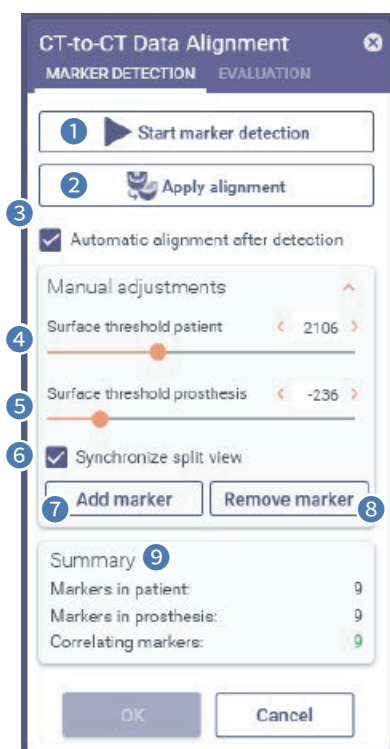 CT-to-CT Data Alignment
MARKER DETECTION EVALUATION
1 Start marker detection
2 Apply alignment
3
Automatic alignment after detection
Manual adjustments
4 Surface threshold patient 2106
5 Surface threshold prosthesis -236
6 Synchronize split view
7 Add marker Remove marker 8
Summary 9
Markers in patient: 9
Markers in prosthesis: 9
Correlating markers: 9
OK Cancel